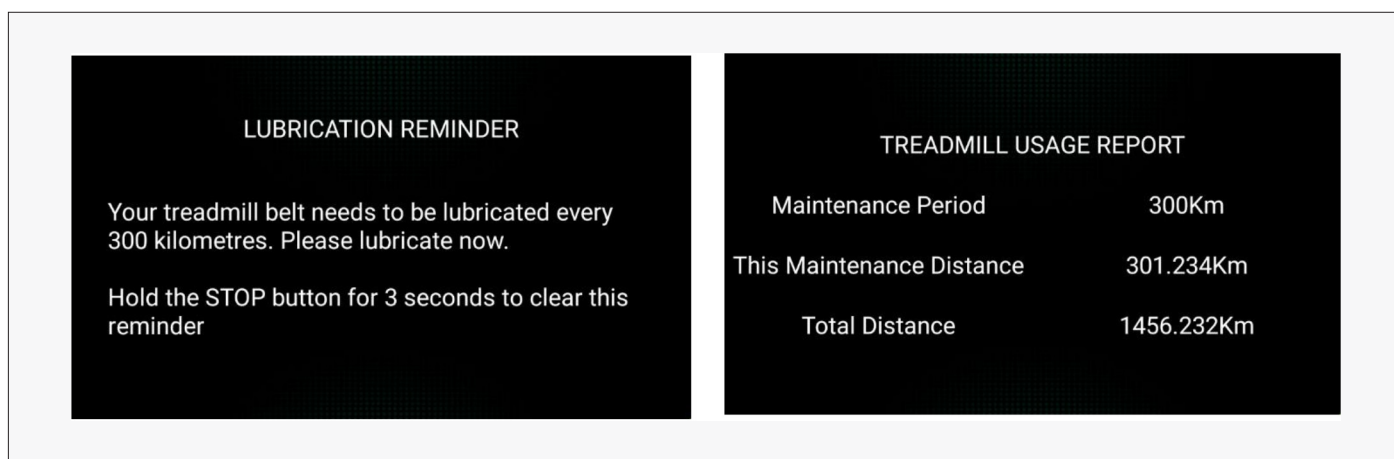 LUBRICATION REMINDER
Your treadmill belt needs to be lubricated every
300 kilometres. Please lubricate now.
Hold the STOP button for 3 seconds to clear this
reminder
TREADMILL USAGE REPORT
Maintenance Period 300Km
This Maintenance Distance 301.234Km
Total Distance 1456.232Km